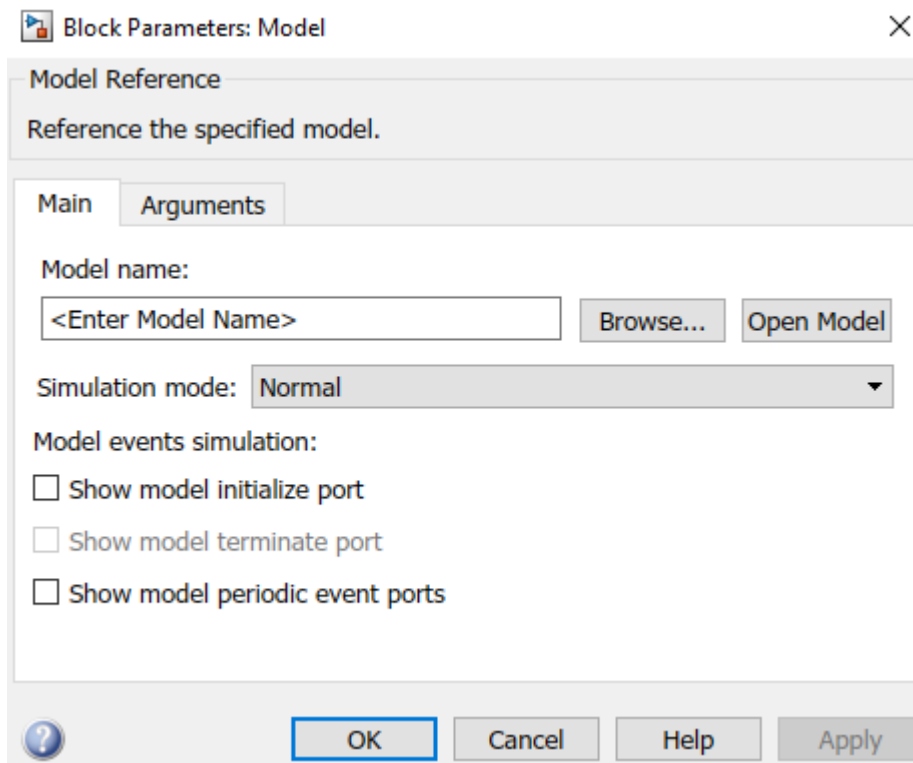 Block Parameters: Model
Model Reference
Reference the specified model.
Main Arguments
Model name:
<Enter Model Name> Browse... Open Model
Simulation mode: Normal
Model events simulation:
Show model initialize port
Show model terminate port
Show model periodic event ports
? OK Cancel Help Apply